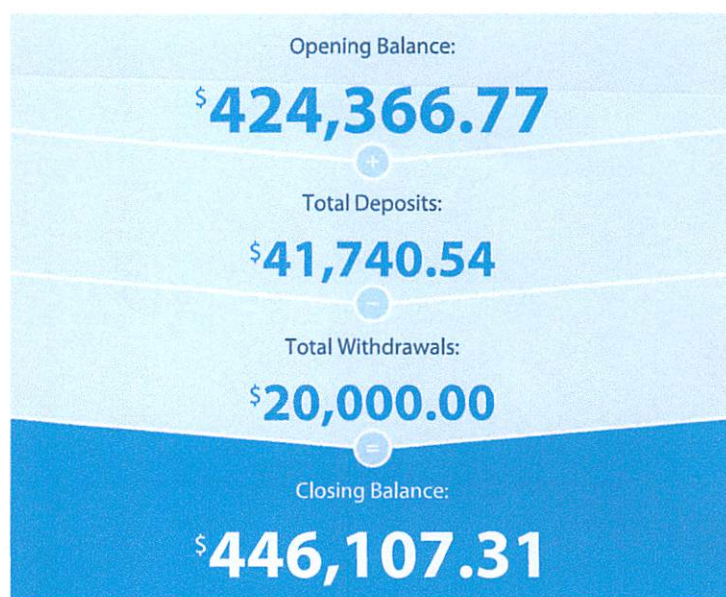 Opening Balance:
$424,366.77
+
Total Deposits:
$41,740.54
−
Total Withdrawals:
$20,000.00
=
Closing Balance:
$446,107.31